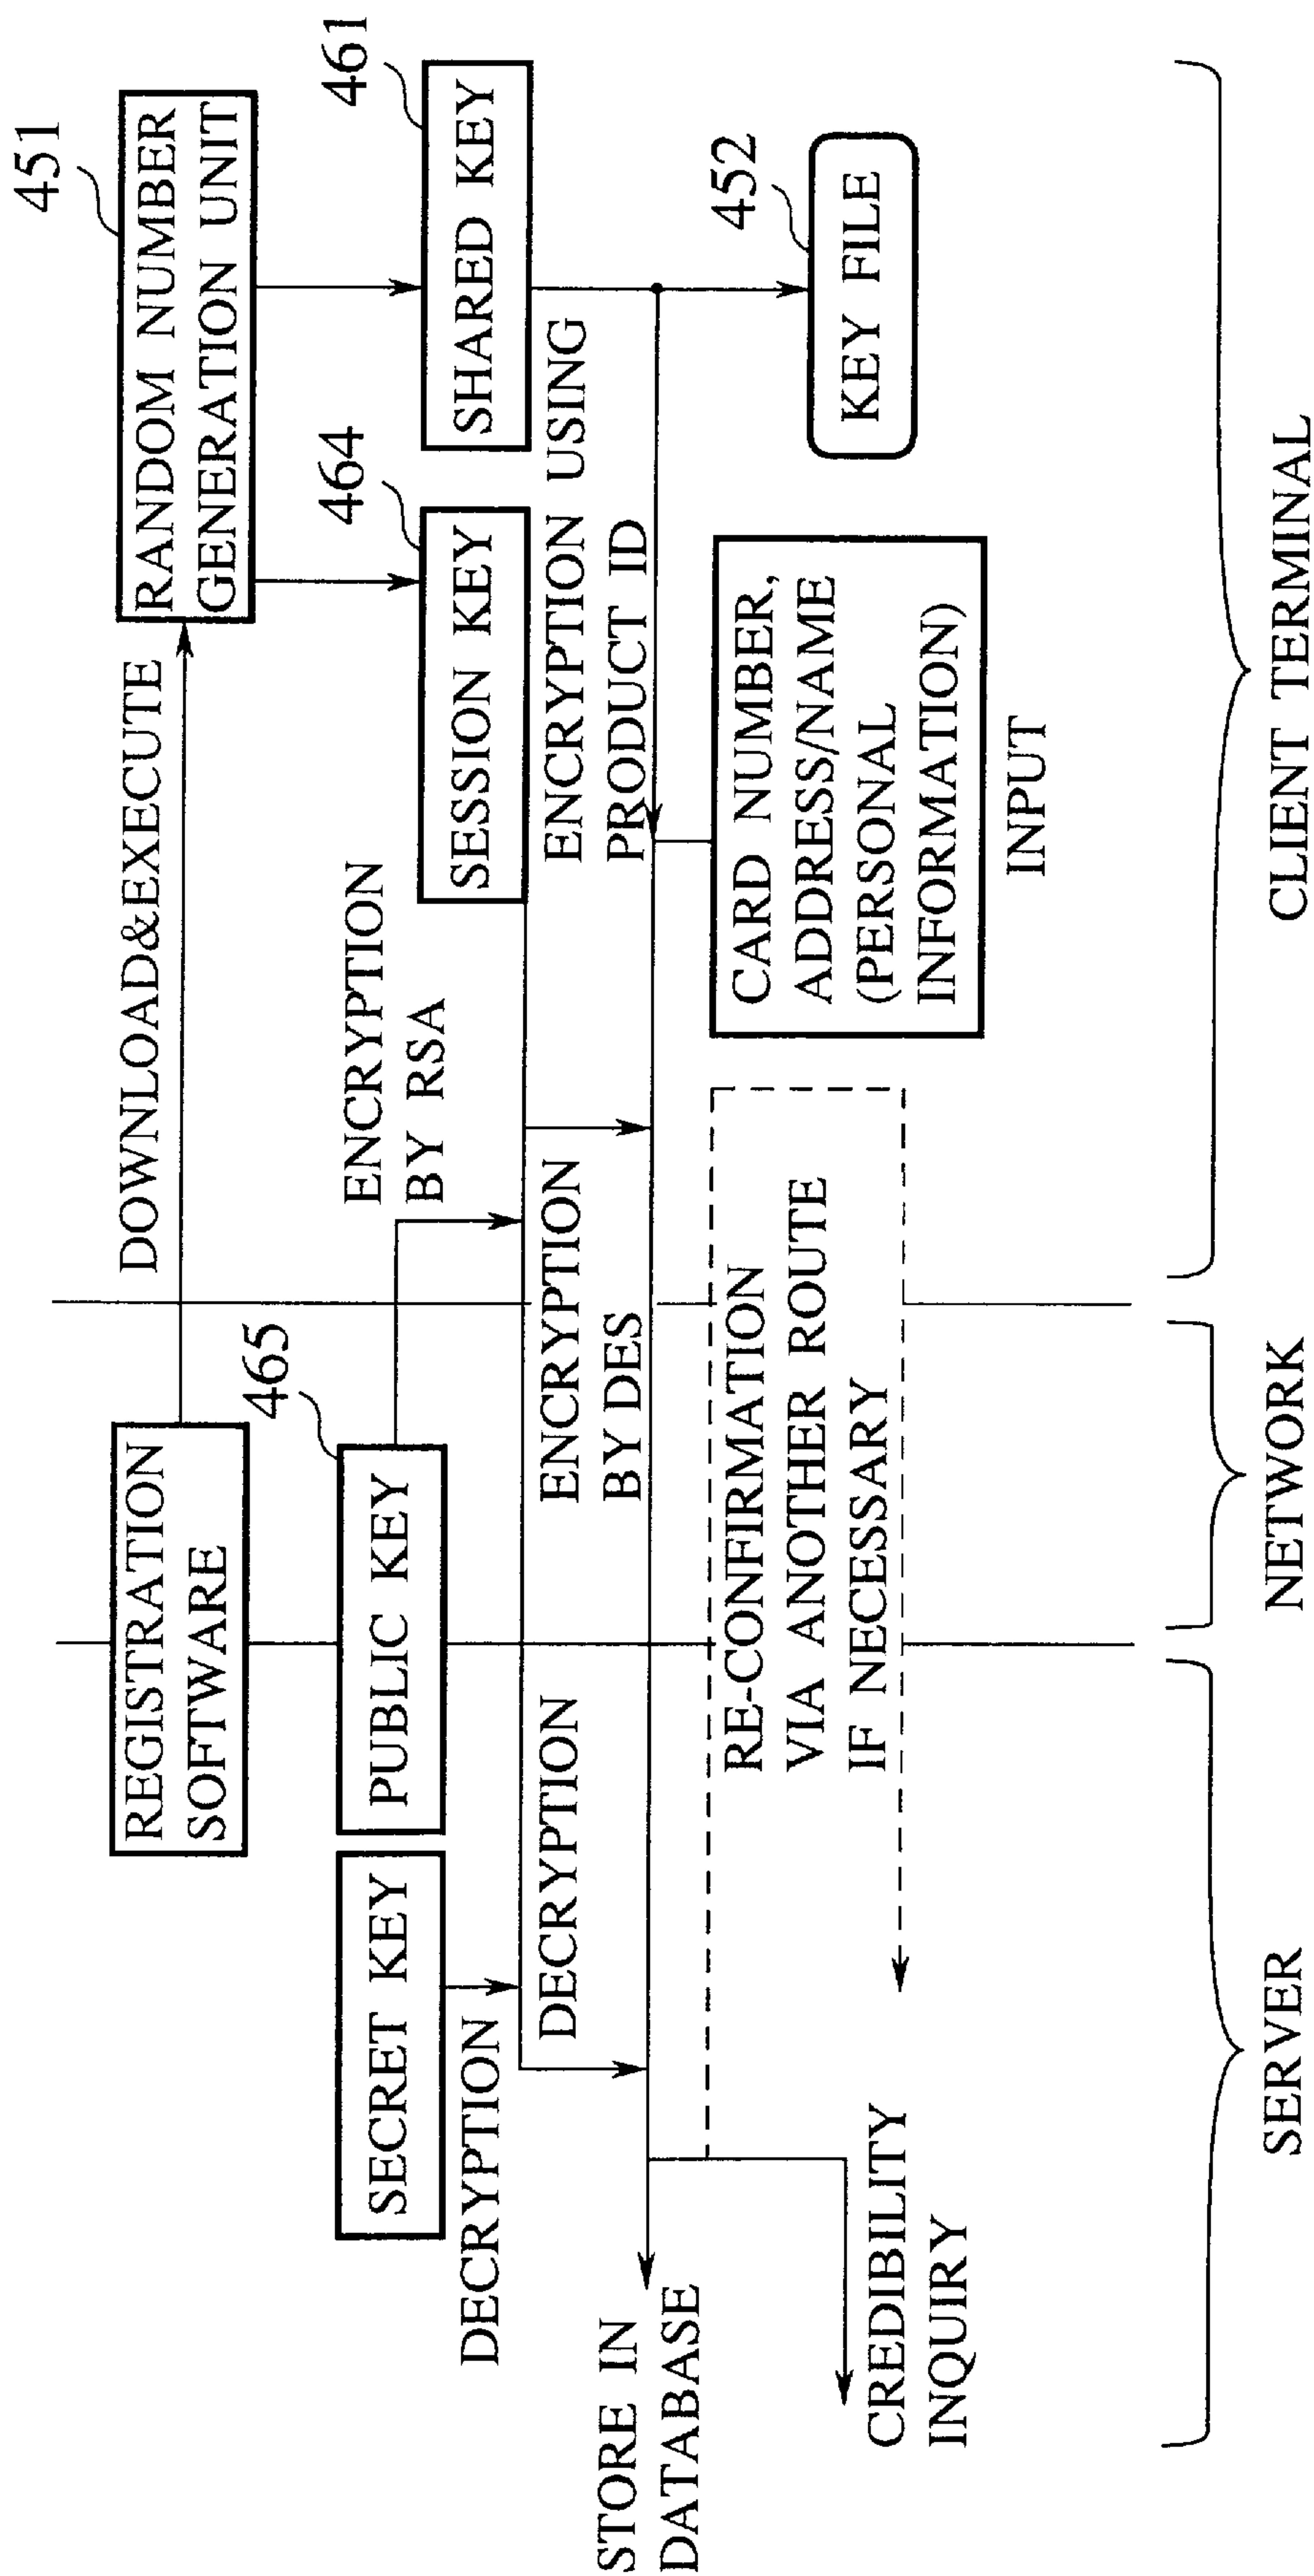 451
REGISTRATION
SOFTWARE
DOWNLOAD&EXECUTE
RANDOM NUMBER
GENERATION UNIT
465
464
461
SECRET KEY
PUBLIC KEY
ENCRYPTION
BY RSA
SESSION KEY
SHARED KEY
DECRYPTION
DECRYPTION
ENCRYPTION
BY DES
ENCRYPTION USING
PRODUCT ID
STORE IN
DATABASE
452
RE-CONFIRMATION
VIA ANOTHER ROUTE
IF NECESSARY
CARD NUMBER,
ADDRESS/NAME
(PERSONAL
INFORMATION)
KEY FILE
CREDIBILITY
INQUIRY
INPUT
SERVER
NETWORK
CLIENT TERMINAL